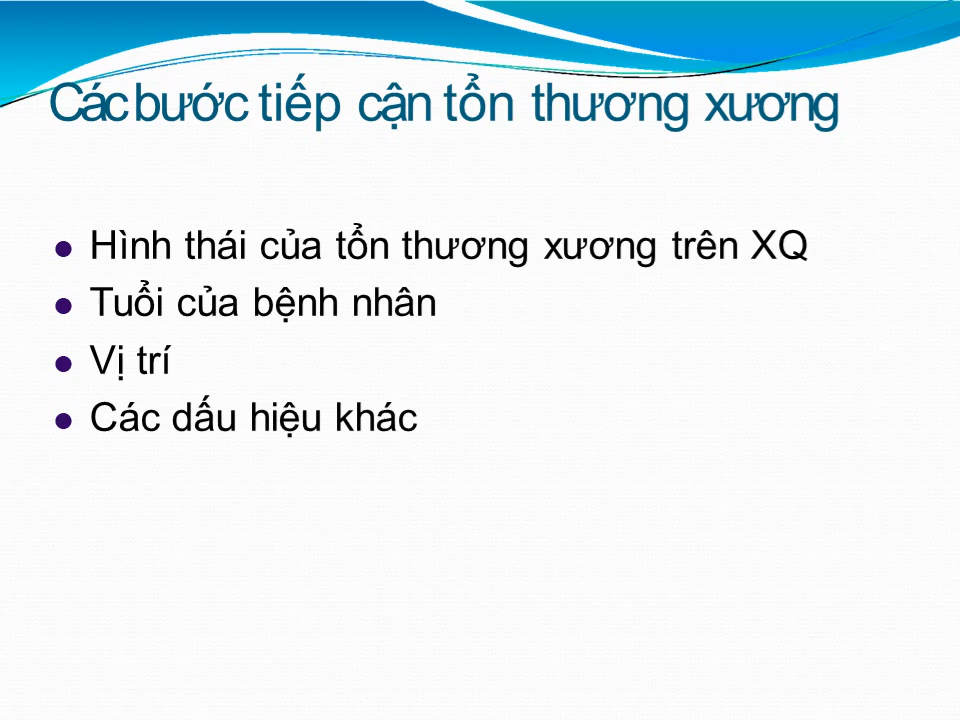 Các bước tiếp cận tổn thương xương
Hình thái của tổn thương xương trên XQ
Tuổi của bệnh nhân
Vị trí
Các dấu hiệu khác